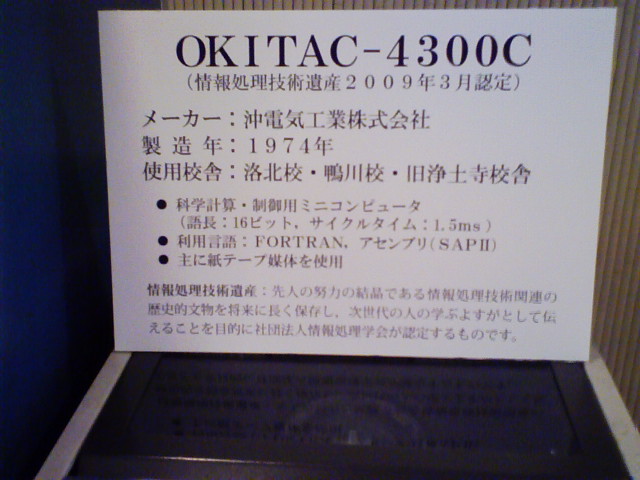 OKITAC-4300C
(情報処理技術遺産2009年3月認定)
メーカー:沖電気工業株式会社
製 造 年:1974年
使用校舎:洛北校・鴨川校・旧浄土寺校舎
● 科学計算・制御用ミニコンピュータ
(語長:16ビット, サイクルタイム:1.5ms)
● 利用言語:FORTRAN, アセンブリ(SAPⅡ)
● 主に紙テープ媒体を使用
情報処理技術遺産:先人の努力の結晶である情報処理技術関連の
歴史的文物を将来に長く保存し、次世代の人の学ぶよすがとして伝
えることを目的に社団法人情報処理学会が認定するものです。